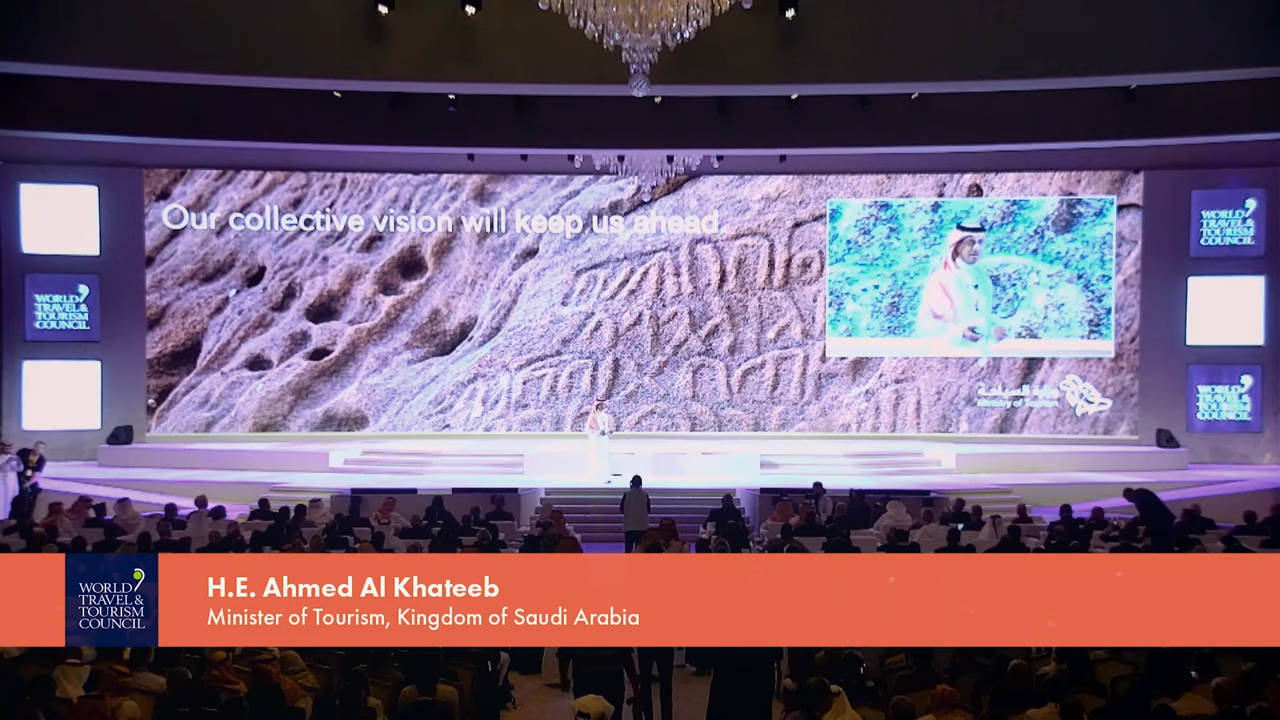 Our collective vision will keep us ahead.
WORLD
TRAVEL &
TOURISM
COUNCIL
WORLD
TRAVEL &
TOURISM
COUNCIL
وزارة السياحة
Ministry of Tourism
WORLD
TRAVEL &
TOURISM
COUNCIL
WORLD
TRAVEL &
TOURISM
COUNCIL
H.E. Ahmed Al Khateeb
Minister of Tourism, Kingdom of Saudi Arabia